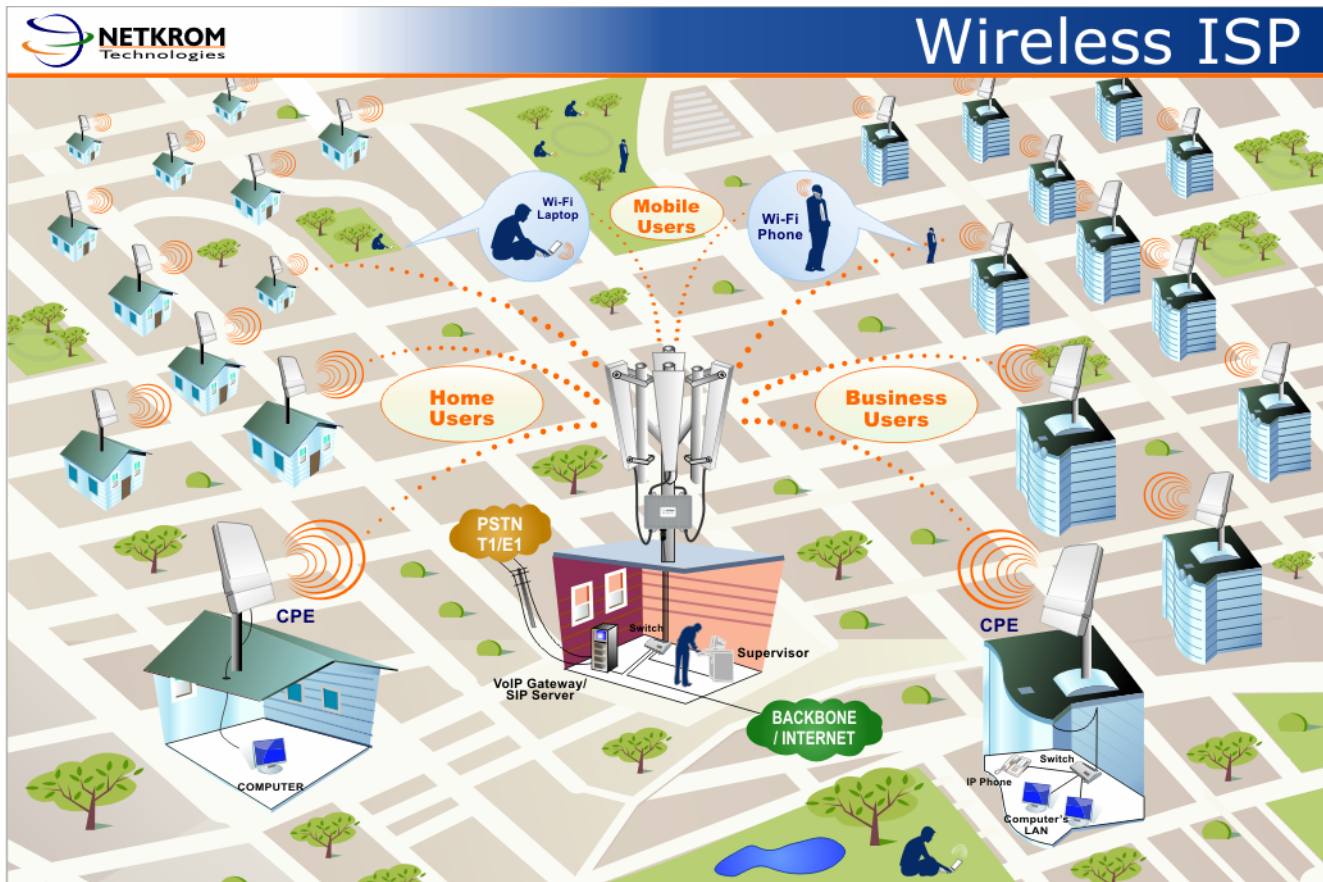 NETKROM
Technologies
Wireless ISP
Wi-Fi
Laptop
Mobile
Users
Wi-Fi
Phone
Home
Users
Business
Users
PSTN
T1/E1
CPE
CPE
Switch
Supervisor
VoIP Gateway/
SIP Server
BACKBONE
/ INTERNET
COMPUTER
Switch
IP Phone
Computer's
LAN